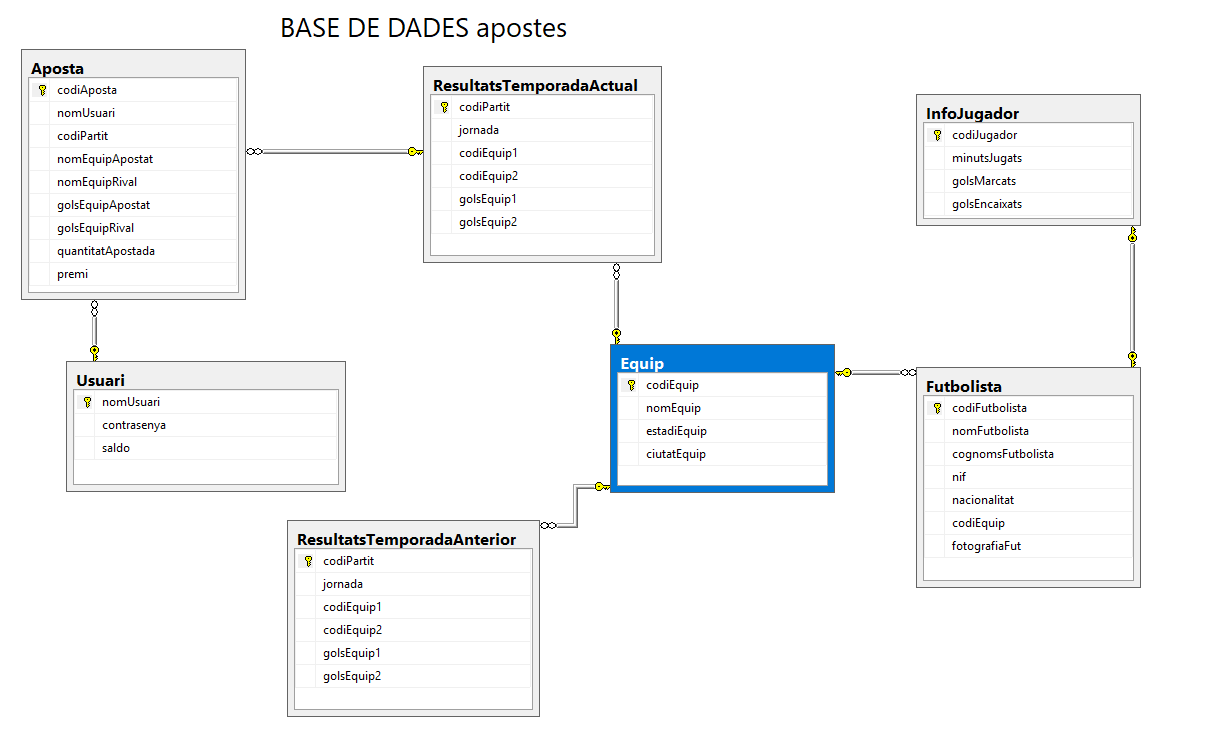 BASE DE DADES apostes
Aposta
codiAposta
nomUsuari
codiPartit
nomEquipApostat
nomEquipRival
golsEquipApostat
golsEquipRival
quantitatApostada
premi
ResultatsTemporadaActual
codiPartit
jornada
codiEquip1
codiEquip2
golsEquip1
golsEquip2
InfoJugador
codiJugador
minutsJugats
golsMarcats
golsEncaixats
Usuari
nomUsuari
contrasenya
saldo
Equip
codiEquip
nomEquip
estadiEquip
ciutatEquip
Futbolista
codiFutbolista
nomFutbolista
cognomsFutbolista
nif
nacionalitat
codiEquip
fotografiaFut
ResultatsTemporadaAnterior
codiPartit
jornada
codiEquip1
codiEquip2
golsEquip1
golsEquip2